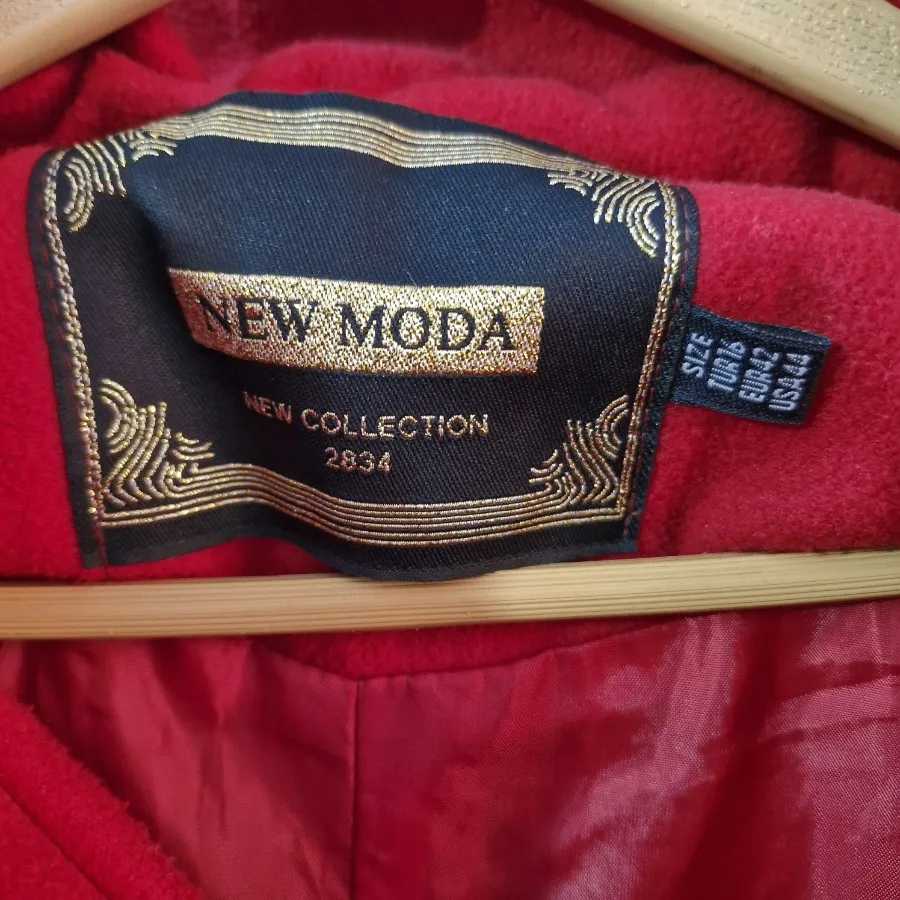 NEW MODA
NEW COLLECTION
2834
SIZE
TUR16
EUR42
USA44